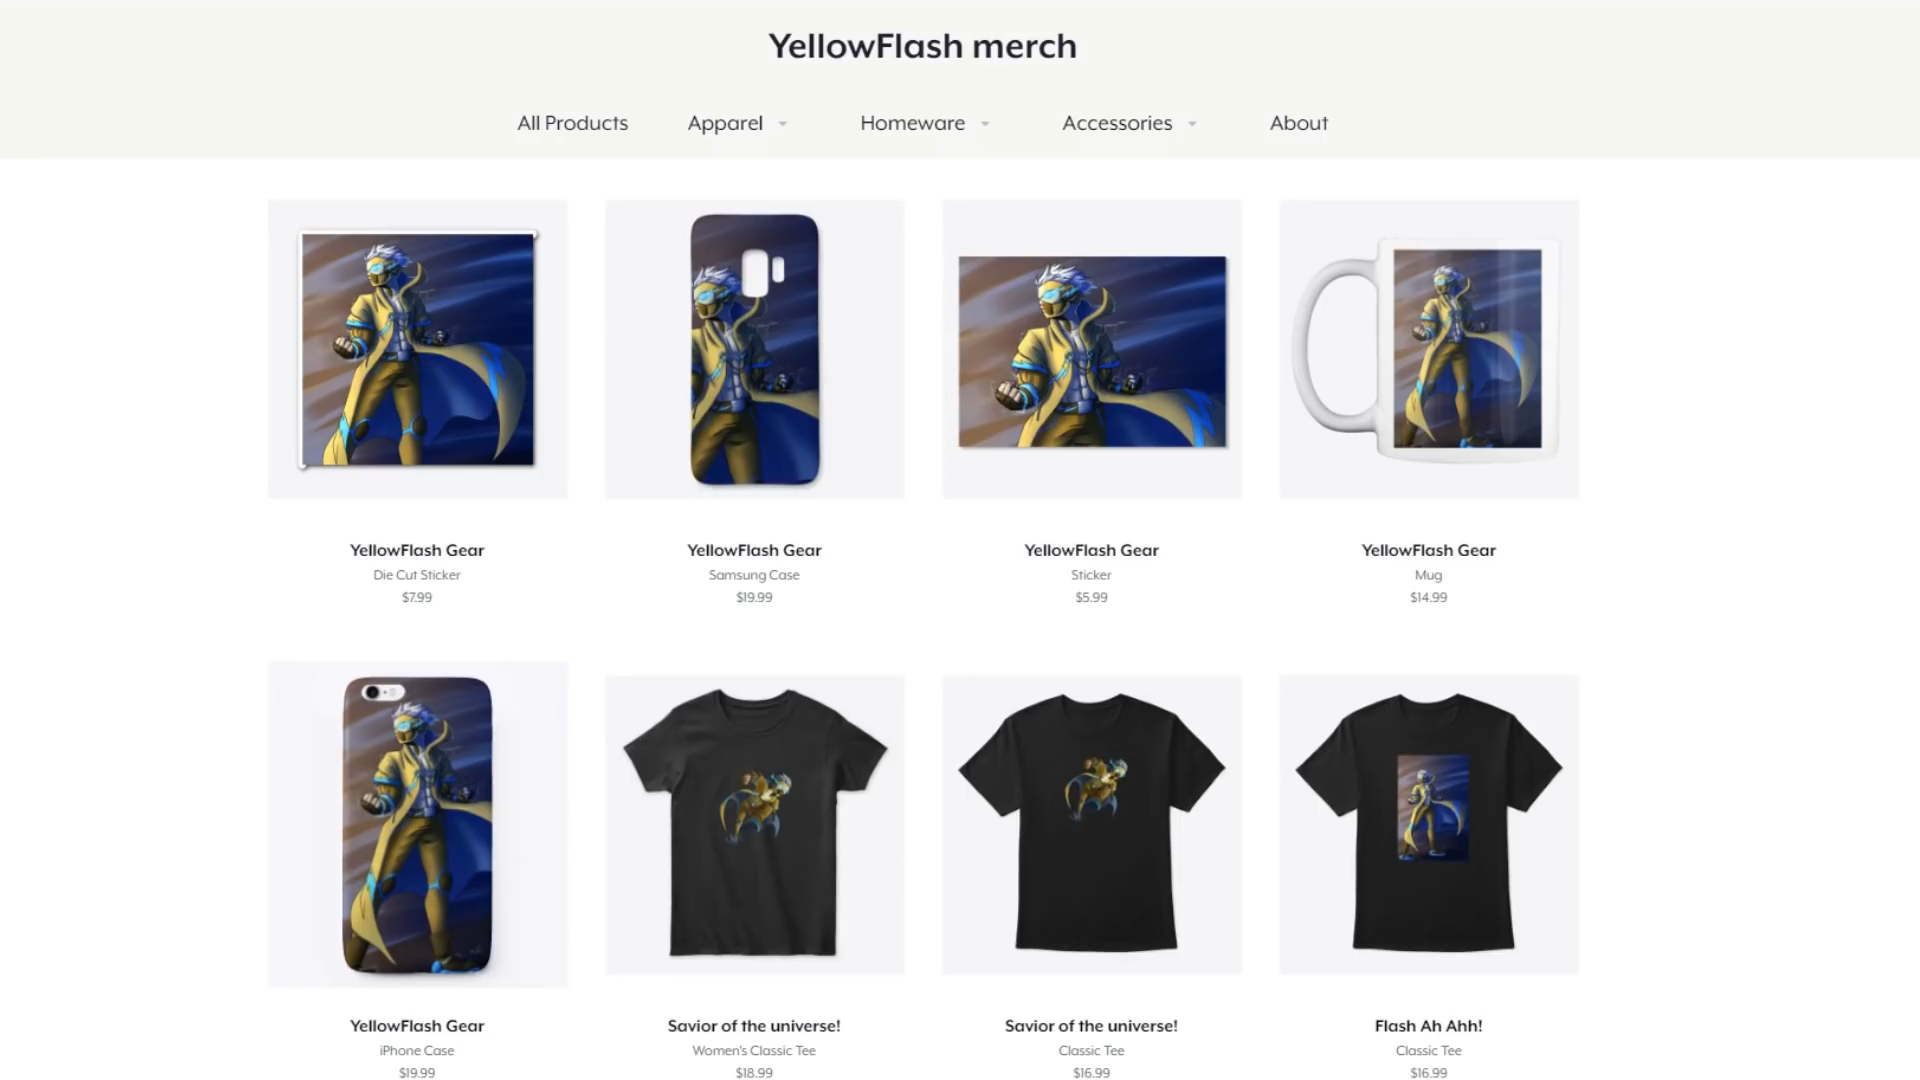 YellowFlash merch
All Products
Apparel
Homeware
Accessories
About
YellowFlash Gear
Die Cut Sticker
$7.99
YellowFlash Gear
Samsung Case
$19.99
YellowFlash Gear
Sticker
$5.99
YellowFlash Gear
Mug
$14.99
YellowFlash Gear
iPhone Case
$19.99
Savior of the universe!
Women's Classic Tee
$18.99
Savior of the universe!
Classic Tee
$16.99
Flash Ah Ahh!
Classic Tee
$16.99